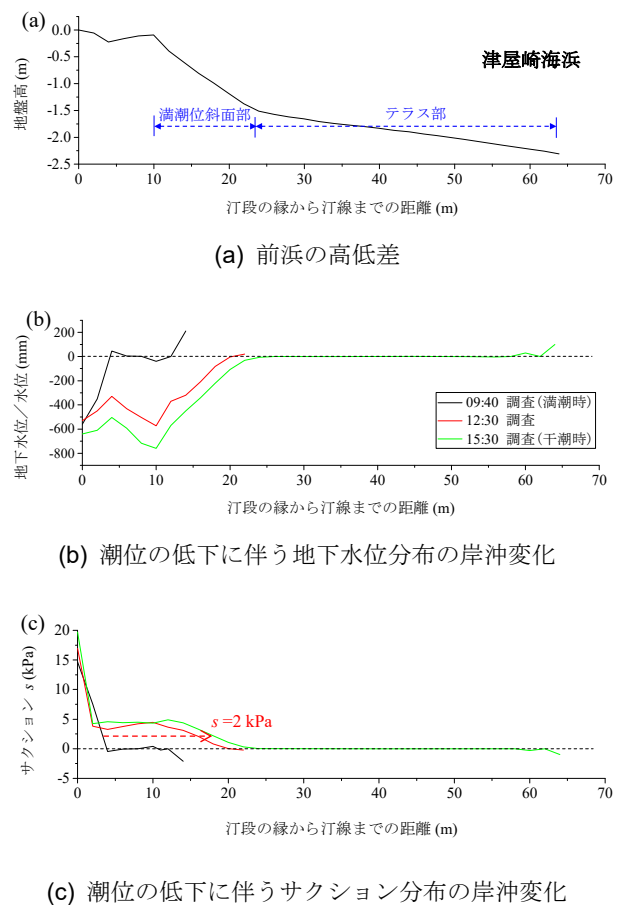 (a)
津屋崎海浜
0.0
-0.5
-1.0
-1.5
-2.0
-2.5
地盤高 (m)
満潮位斜面部
テラス部
0 10 20 30 40 50 60 70
汀段の縁から汀線までの距離 (m)
(a) 前浜の高低差
(b)
200
0
-200
-400
-600
-800
地下水位／水位 (mm)
09:40 調査(満潮時)
12:30 調査
15:30 調査(干潮時)
0 10 20 30 40 50 60 70
汀段の縁から汀線までの距離 (m)
(b) 潮位の低下に伴う地下水位分布の岸沖変化
(c)
20
15
10
5
0
-5
サクション s (kPa)
s =2 kPa
0 10 20 30 40 50 60 70
汀段の縁から汀線までの距離 (m)
(c) 潮位の低下に伴うサクション分布の岸沖変化